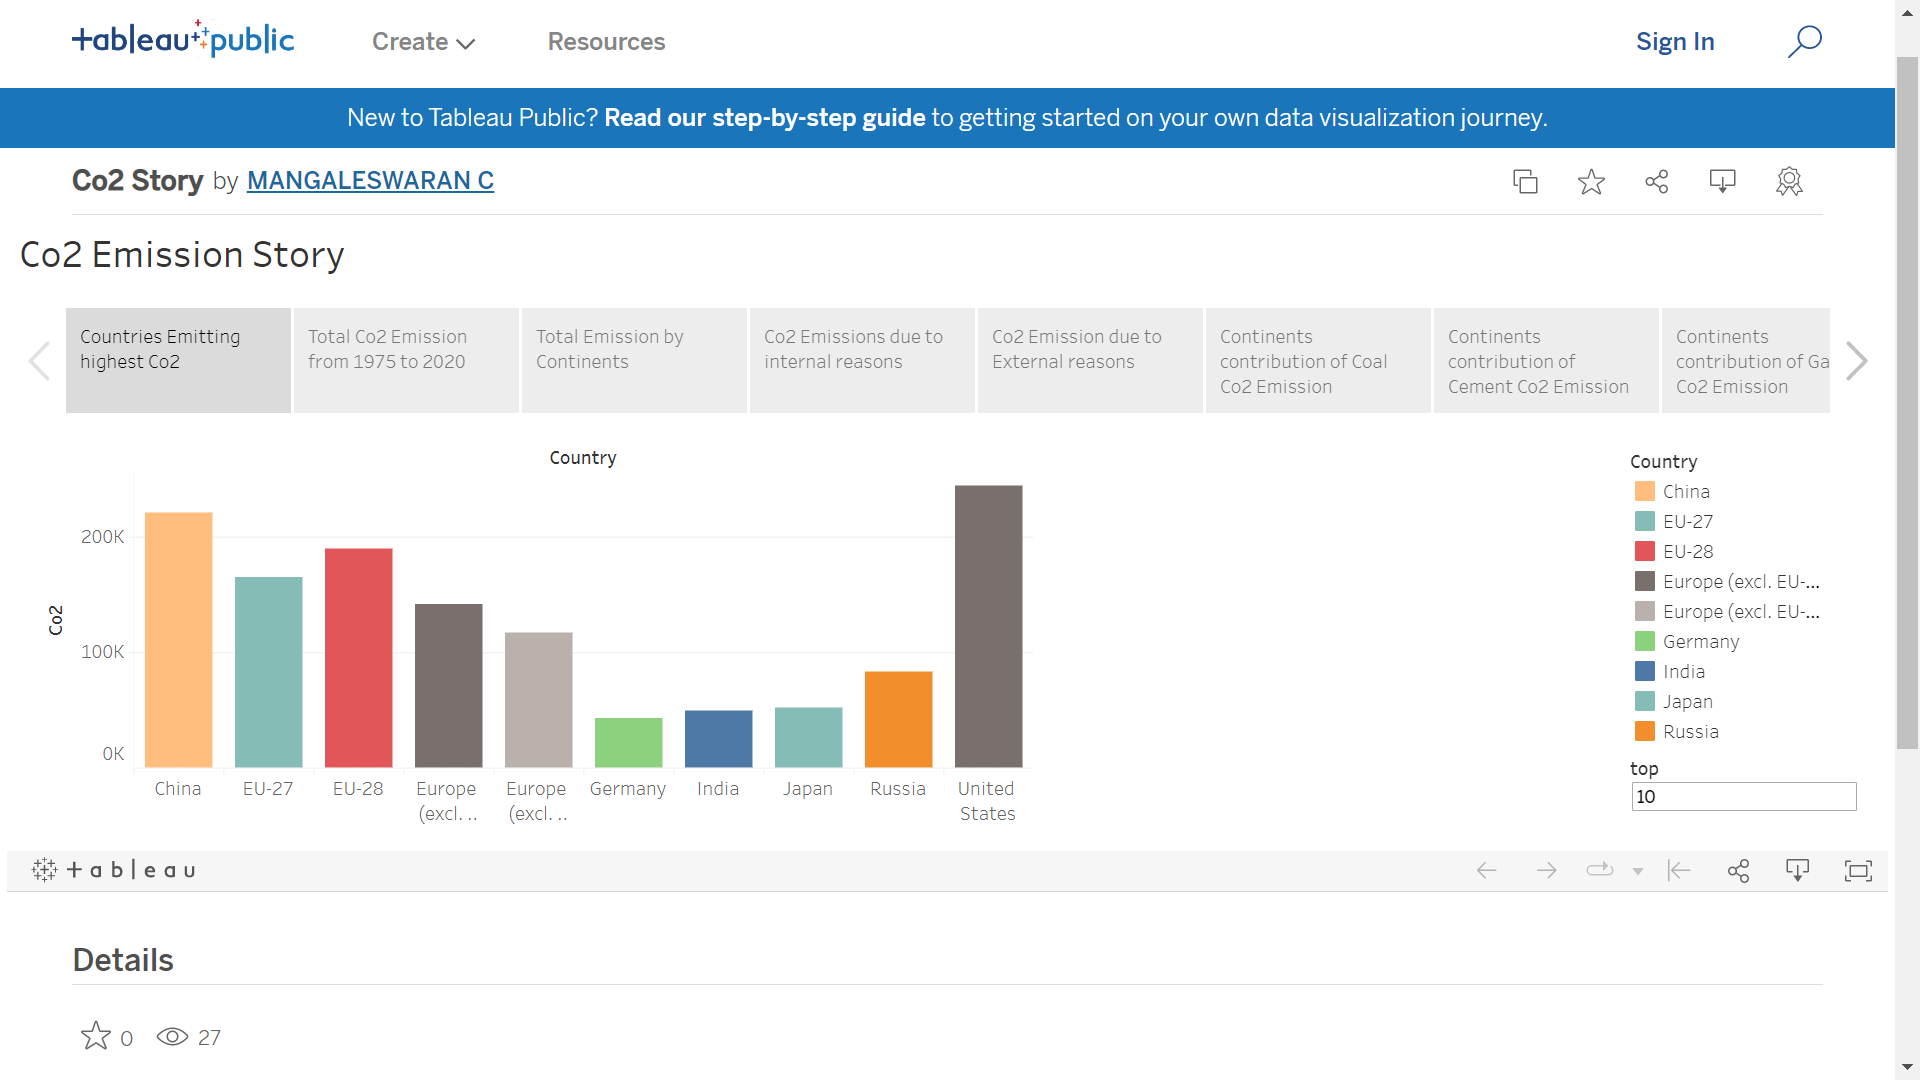 tableau public
Create
Resources
Sign In
New to Tableau Public? Read our step-by-step guide to getting started on your own data visualization journey.
Co2 Story by MANGALESWARAN C
Co2 Emission Story
Countries Emitting
highest Co2
Total Co2 Emission
from 1975 to 2020
Total Emission by
Continents
Co2 Emissions due to
internal reasons
Co2 Emission due to
External reasons
Continents
contribution of Coal
Co2 Emission
Continents
contribution of
Cement Co2 Emission
Continents
contribution of Ga
Co2 Emission
Country
Co2
200K
100K
0K
China
EU-27
EU-28
Europe
(excl. ..
Europe
(excl. ..
Germany
India
Japan
Russia
United
States
Country
China
EU-27
EU-28
Europe (excl. EU-...
Europe (excl. EU-...
Germany
India
Japan
Russia
top
10
tableau
Details
0
27